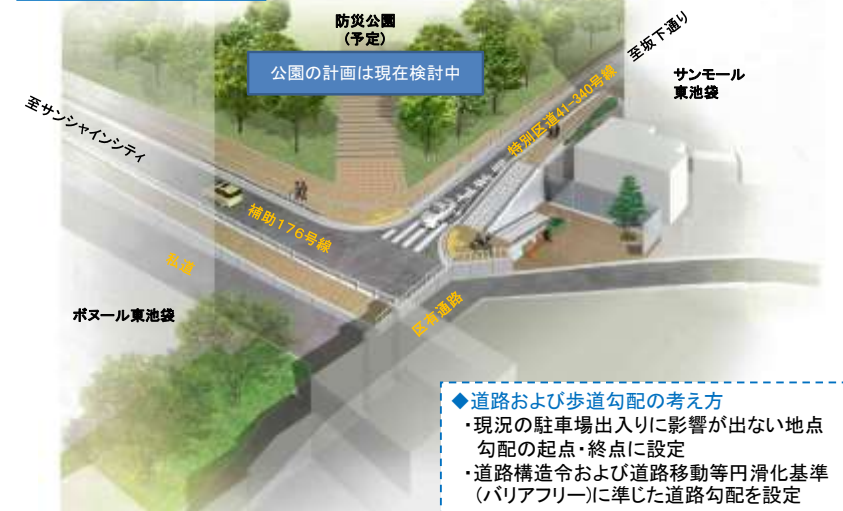 防災公園
(予定)
公園の計画は現在検討中
至坂下通り
サンモール
東池袋
特別区道41-340号線
至サンシャインシティ
補助176号線
私道
ボヌール東池袋
区有通路
◆道路および歩道勾配の考え方
・現況の駐車場出入りに影響が出ない地点
勾配の起点・終点に設定
・道路構造令および道路移動等円滑化基準
(バリアフリー)に準じた道路勾配を設定